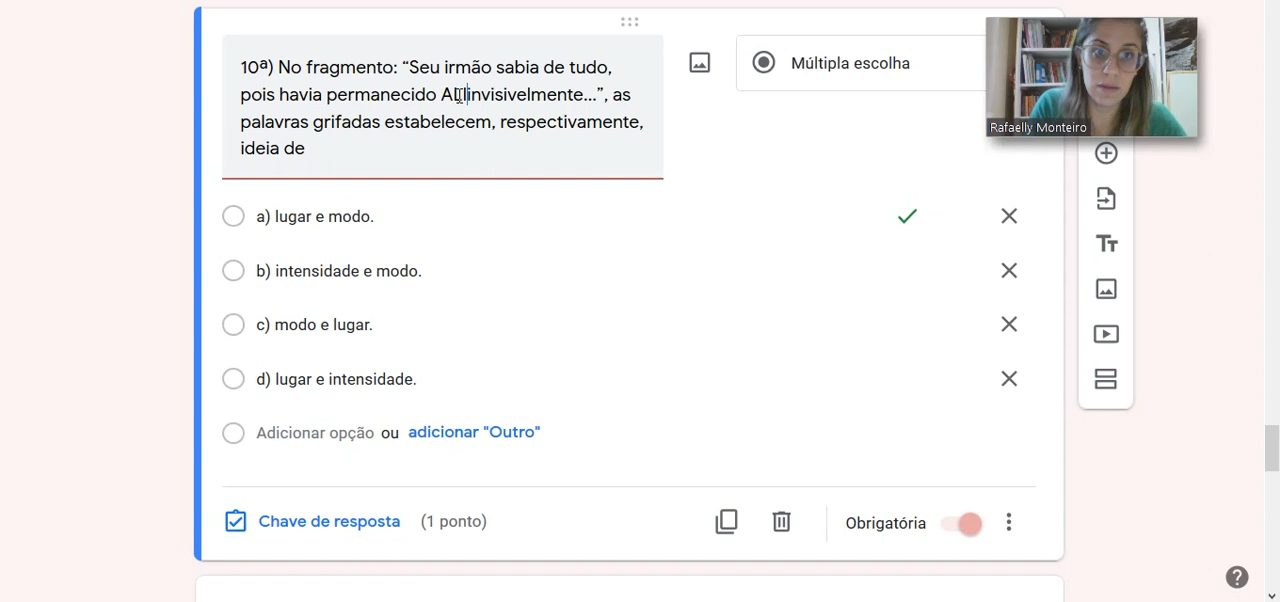 10ª) No fragmento: “Seu irmão sabia de tudo,
pois havia permanecido ALinvisivelmente...”, as
palavras grifadas estabelecem, respectivamente,
ideia de
Múltipla escolha
Rafaelly Monteiro
a) lugar e modo.
b) intensidade e modo.
c) modo e lugar.
d) lugar e intensidade.
Adicionar opção ou adicionar "Outro"
Chave de resposta (1 ponto)
Obrigatória
Tт
?